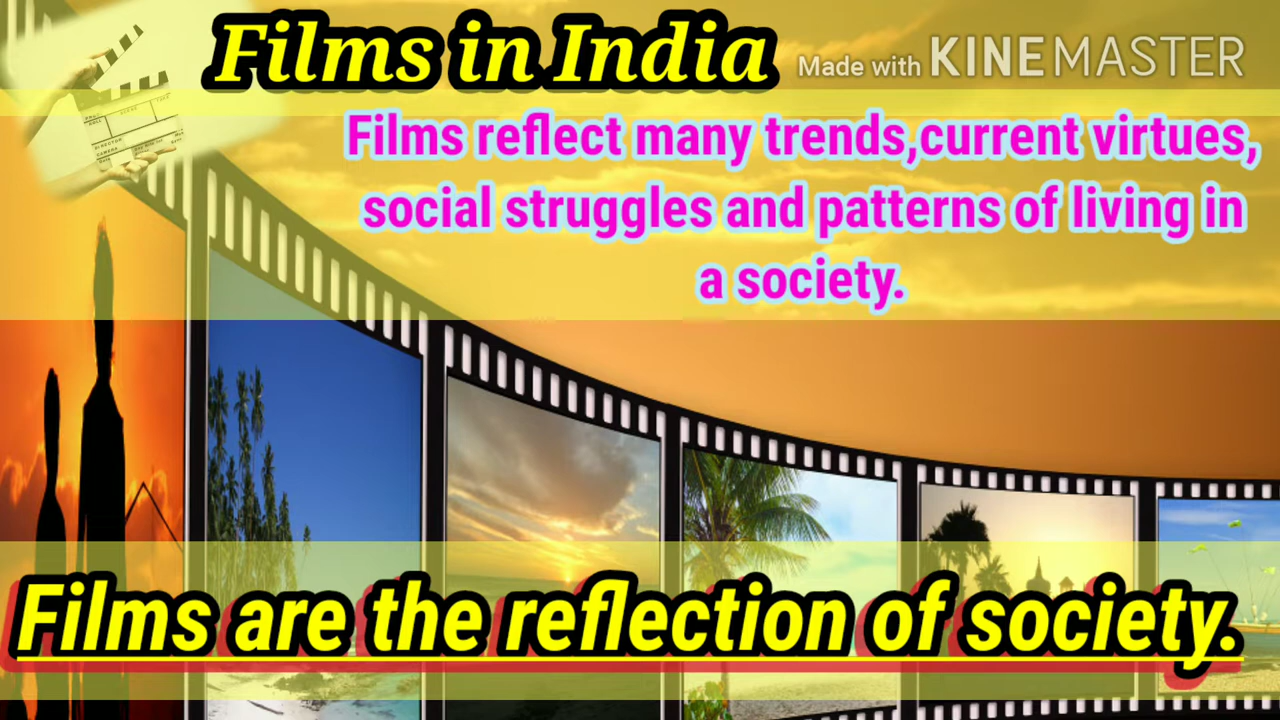 Films in India
Made with KINEMASTER
Films reflect many trends,current virtues,
social struggles and patterns of living in
a society.
Films are the reflection of society.